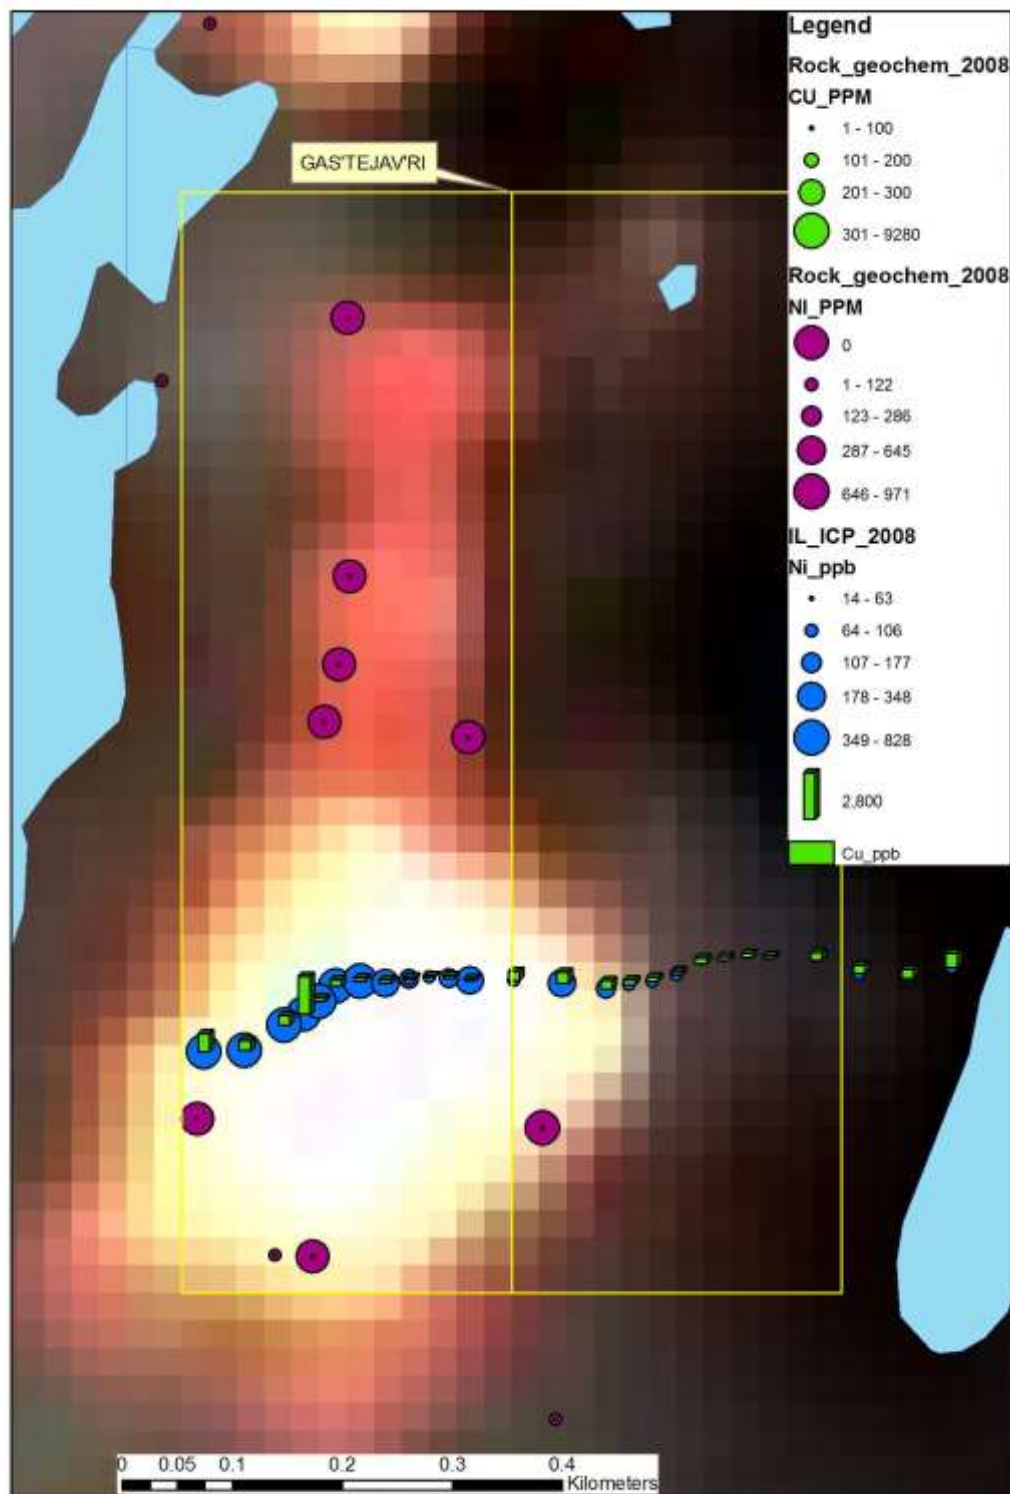 GAS'TEJAV'RI
Legend
Rock_geochem_2008
CU_PPM
1 - 100
101 - 200
201 - 300
301 - 9280
Rock_geochem_2008
NI_PPM
0
1 - 122
123 - 286
287 - 645
646 - 971
IL_ICP_2008
Ni_ppb
14 - 63
64 - 106
107 - 177
178 - 348
349 - 828
2,800
Cu_ppb
0 0.05 0.1 0.2 0.3 0.4
Kilometers